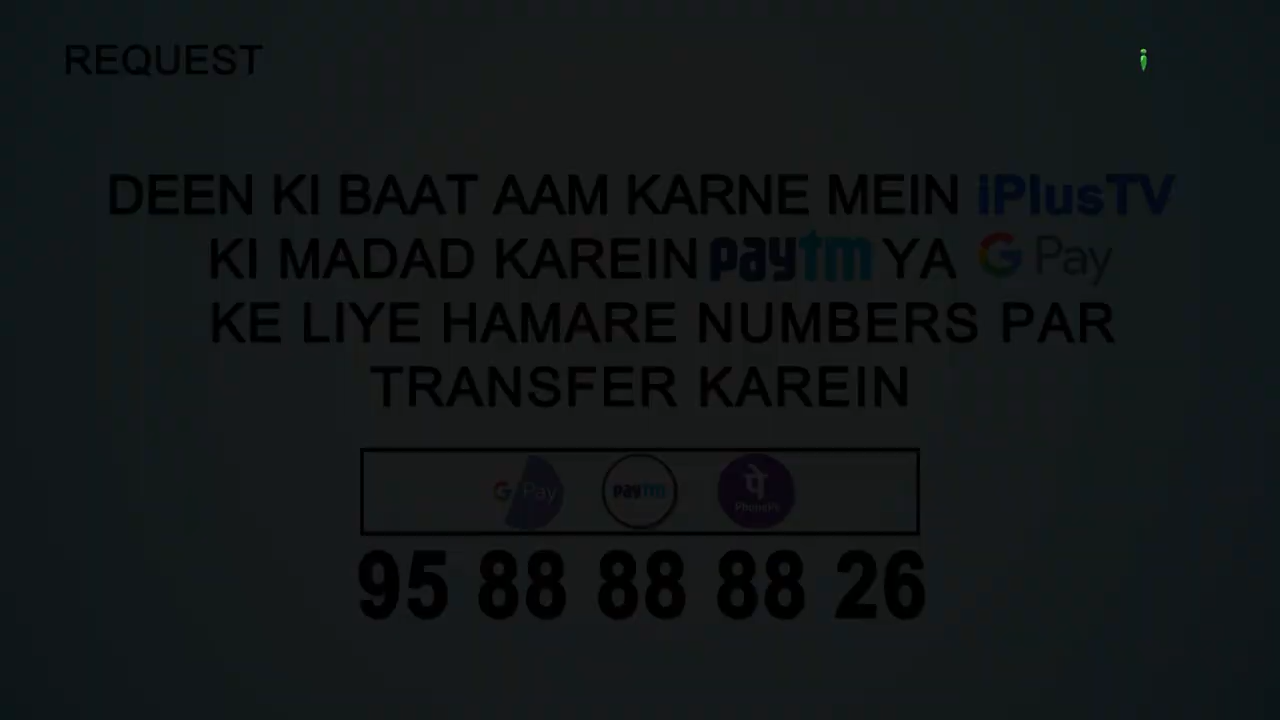 REQUEST
DEEN KI BAAT AAM KARNE MEIN iPlusTV
KI MADAD KAREIN paytm YA G Pay
KE LIYE HAMARE NUMBERS PAR
TRANSFER KAREIN
G Pay paytm पे PhonePe
95 88 88 88 26